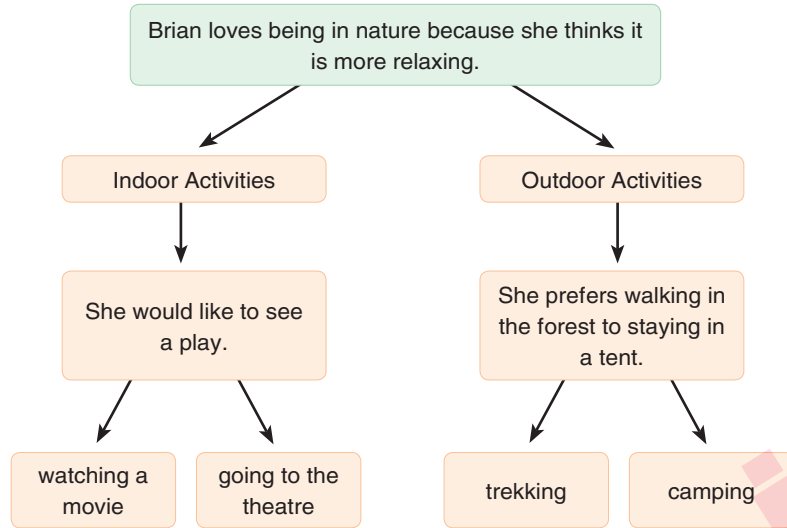 Brian loves being in nature because she thinks it
is more relaxing.
Indoor Activities
Outdoor Activities
She would like to see
a play.
She prefers walking in
the forest to staying in
a tent.
watching a
movie
going to the
theatre
trekking
camping